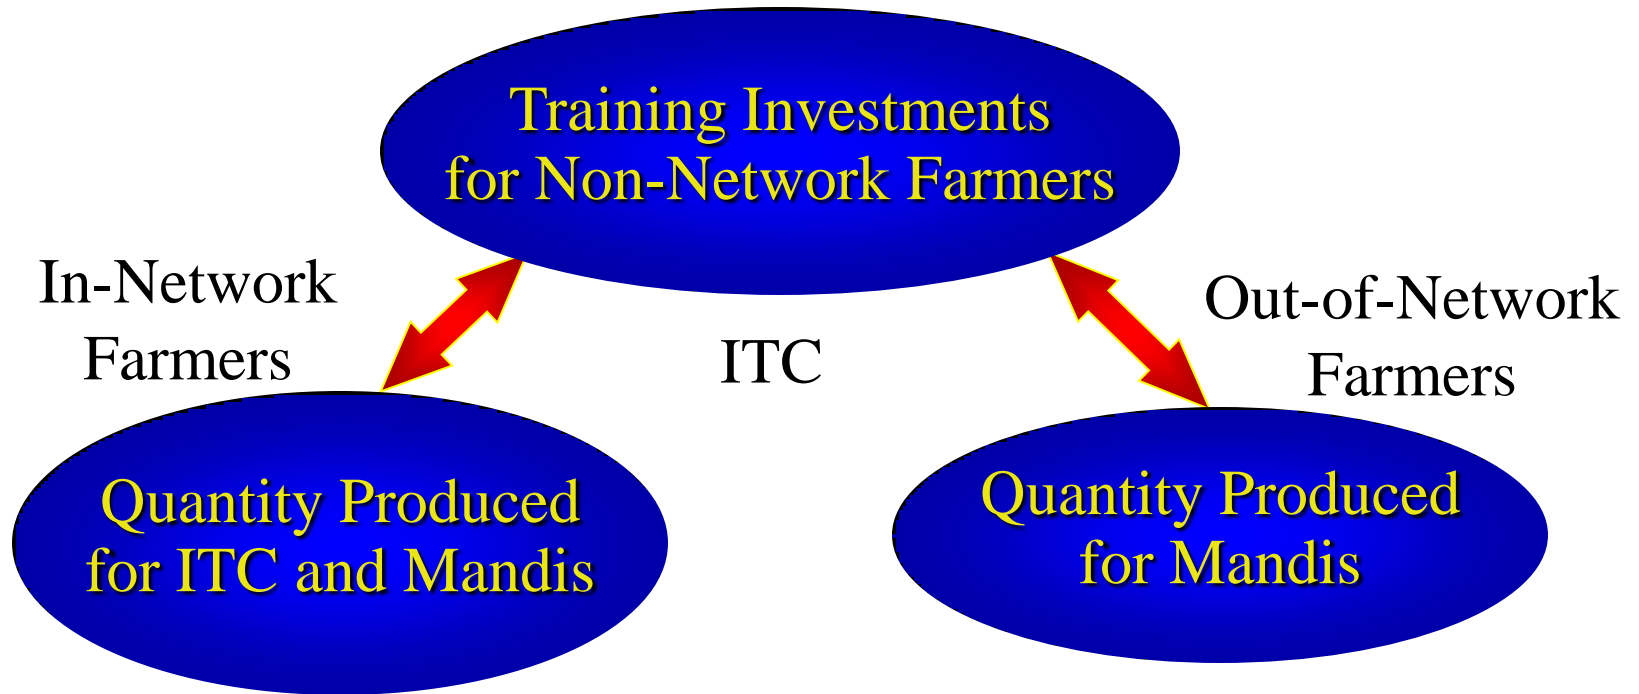 Training Investments
for Non-Network Farmers
In-Network
Farmers
ITC
Out-of-Network
Farmers
Quantity Produced
for ITC and Mandis
Quantity Produced
for Mandis